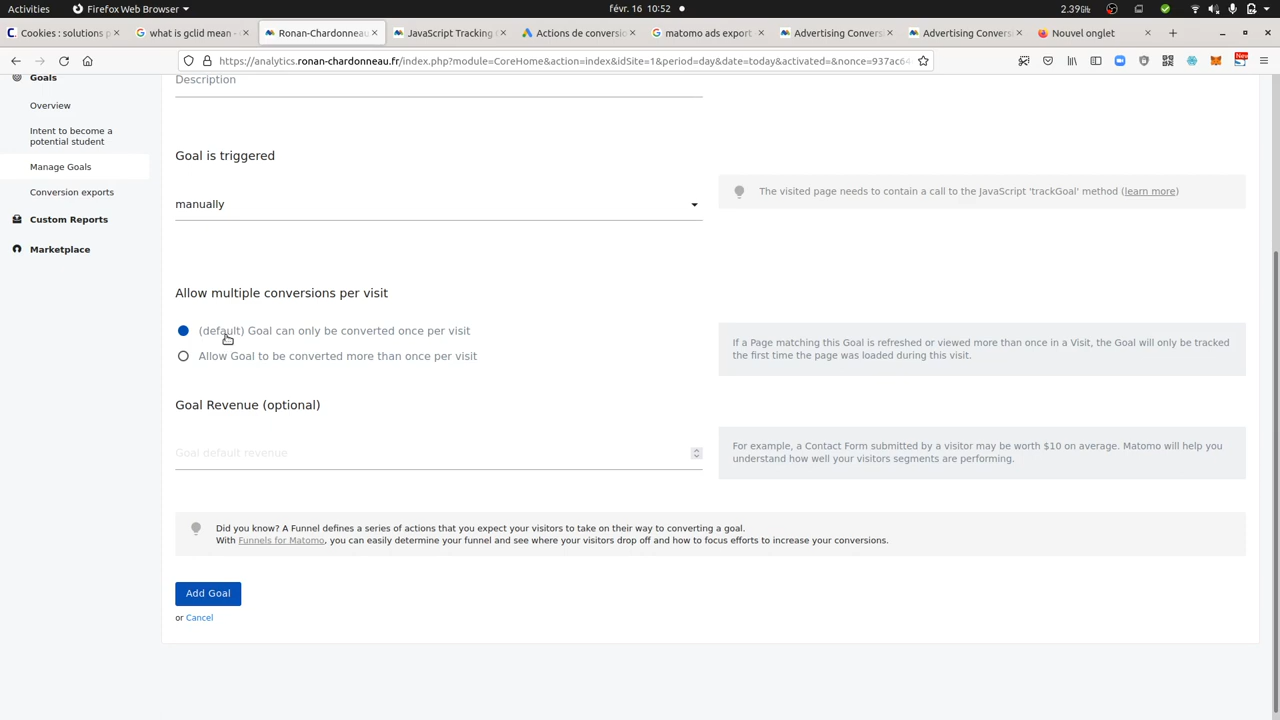 Activities
Firefox Web Browser
févr. 16 10:52
2.39GHz
Cookies : solutions p
what is gclid mean -
Ronan-Chardonneau
JavaScript Tracking
Actions de conversio
matomo ads export
Advertising Convers
Advertising Convers
Nouvel onglet
https://analytics.ronan-chardonneau.fr/index.php?module=CoreHome&action=index&idSite=1&period=day&date=today&activated=&nonce=937ac64
New
Goals
Overview
Intent to become a
potential student
Manage Goals
Conversion exports
Custom Reports
Marketplace
Description
Goal is triggered
manually
The visited page needs to contain a call to the JavaScript 'trackGoal' method (learn more)
Allow multiple conversions per visit
(default) Goal can only be converted once per visit
Allow Goal to be converted more than once per visit
If a Page matching this Goal is refreshed or viewed more than once in a Visit, the Goal will only be tracked
the first time the page was loaded during this visit.
Goal Revenue (optional)
Goal default revenue
For example, a Contact Form submitted by a visitor may be worth $10 on average. Matomo will help you
understand how well your visitors segments are performing.
Did you know? A Funnel defines a series of actions that you expect your visitors to take on their way to converting a goal.
With Funnels for Matomo, you can easily determine your funnel and see where your visitors drop off and how to focus efforts to increase your conversions.
Add Goal
or Cancel